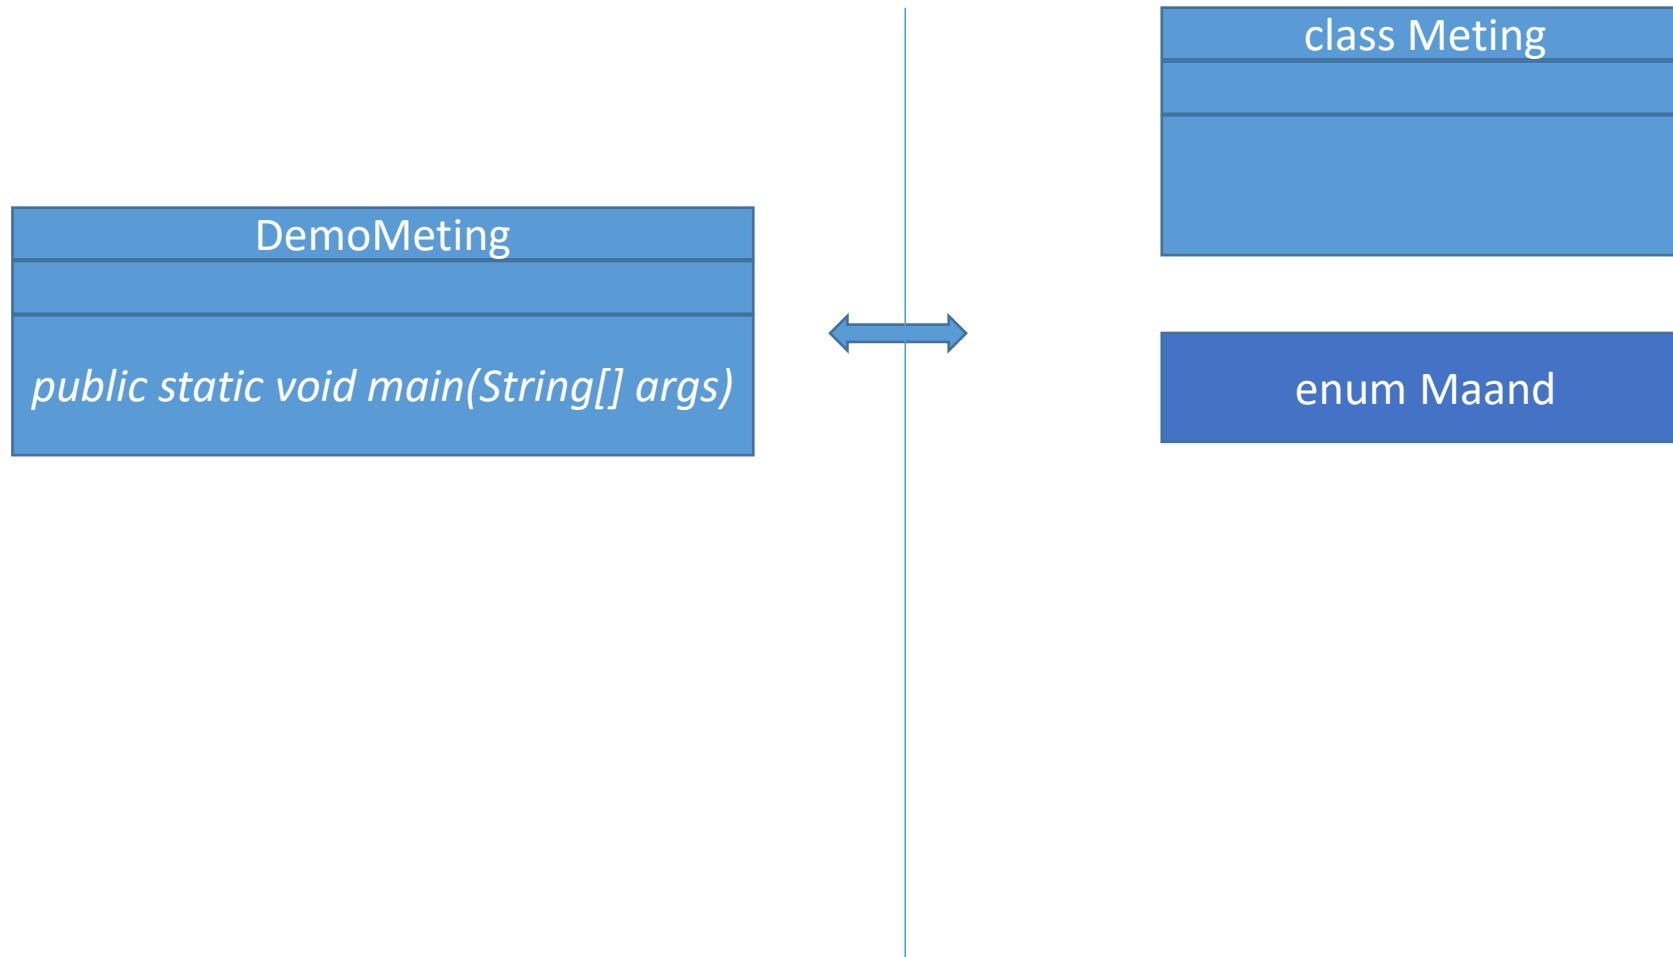 class Meting
DemoMeting
public static void main(String[] args)
enum Maand